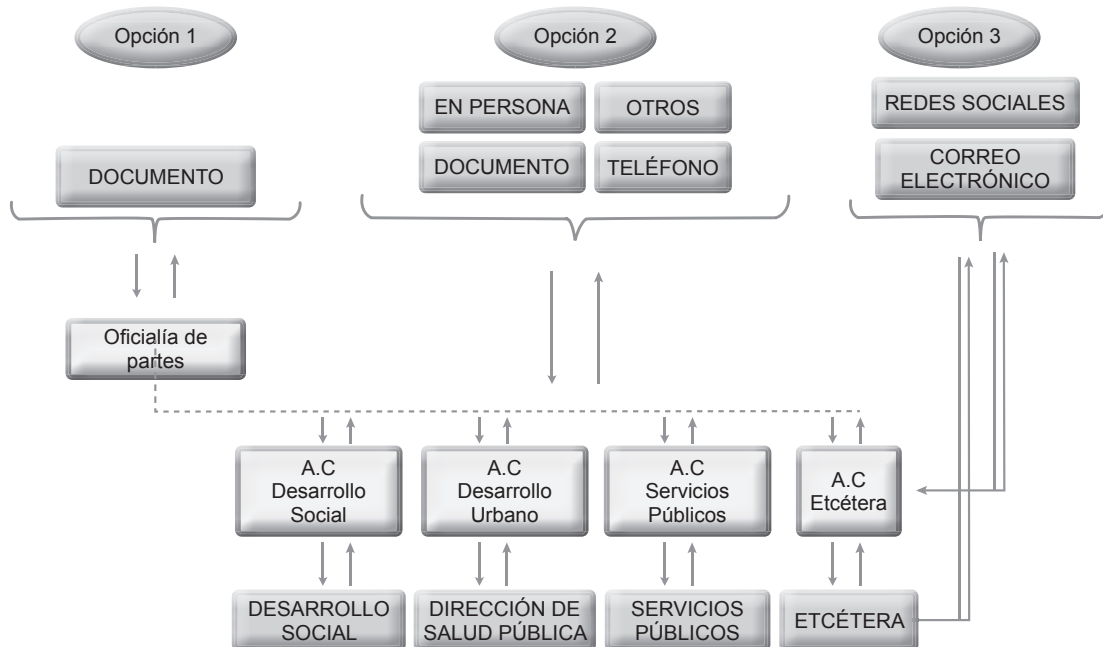 Opción 1
Opción 2
Opción 3
EN PERSONA
OTROS
REDES SOCIALES
DOCUMENTO
DOCUMENTO
TELÉFONO
CORREO
ELECTRÓNICO
Oficialía de
partes
A.C
Desarrollo
Social
A.C
Desarrollo
Urbano
A.C
Servicios
Públicos
A.C
Etcétera
DESARROLLO
SOCIAL
DIRECCIÓN DE
SALUD PÚBLICA
SERVICIOS
PÚBLICOS
ETCÉTERA